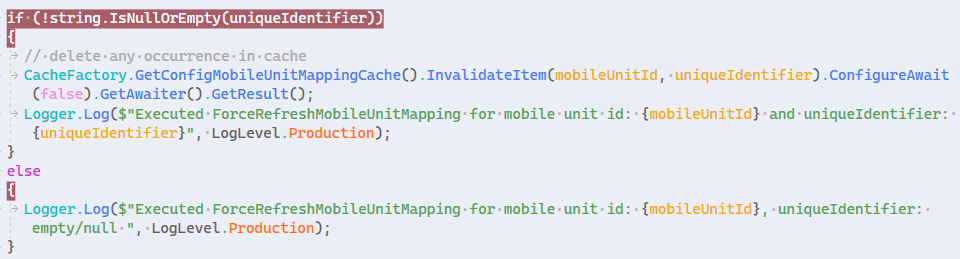 if (!string.IsNullOrEmpty(uniqueIdentifier))
{
// delete any occurrence in cache
CacheFactory.GetConfigMobileUnitMappingCache().InvalidateItem(mobileUnitId, uniqueIdentifier).ConfigureAwait
(false).GetAwaiter().GetResult();
Logger.Log($"Executed ForceRefreshMobileUnitMapping for mobile unit id: {mobileUnitId} and uniqueIdentifier:
{uniqueIdentifier}", LogLevel.Production);
}
else
{
Logger.Log($"Executed ForceRefreshMobileUnitMapping for mobile unit id: {mobileUnitId}, uniqueIdentifier:
empty/null ", LogLevel.Production);
}